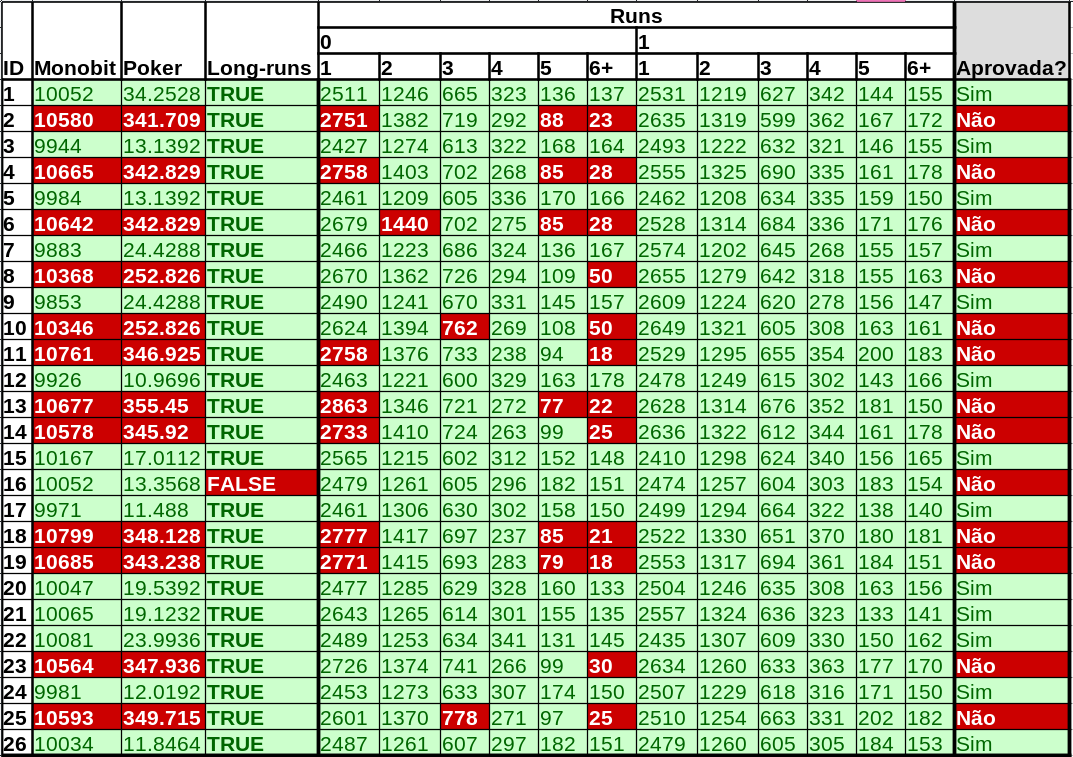 Runs
0 1
ID Monobit Poker Long-runs 1 2 3 4 5 6+ 1 2 3 4 5 6+ Aprovada?
1 10052 34.2528 TRUE 2511 1246 665 323 136 137 2531 1219 627 342 144 155 Sim
2 10580 341.709 TRUE 2751 1382 719 292 88 23 2635 1319 599 362 167 172 Não
3 9944 13.1392 TRUE 2427 1274 613 322 168 164 2493 1222 632 321 146 155 Sim
4 10665 342.829 TRUE 2758 1403 702 268 85 28 2555 1325 690 335 161 178 Não
5 9984 13.1392 TRUE 2461 1209 605 336 170 166 2462 1208 634 335 159 150 Sim
6 10642 342.829 TRUE 2679 1440 702 275 85 28 2528 1314 684 336 171 176 Não
7 9883 24.4288 TRUE 2466 1223 686 324 136 167 2574 1202 645 268 155 157 Sim
8 10368 252.826 TRUE 2670 1362 726 294 109 50 2655 1279 642 318 155 163 Não
9 9853 24.4288 TRUE 2490 1241 670 331 145 157 2609 1224 620 278 156 147 Sim
10 10346 252.826 TRUE 2624 1394 762 269 108 50 2649 1321 605 308 163 161 Não
11 10761 346.925 TRUE 2758 1376 733 238 94 18 2529 1295 655 354 200 183 Não
12 9926 10.9696 TRUE 2463 1221 600 329 163 178 2478 1249 615 302 143 166 Sim
13 10677 355.45 TRUE 2863 1346 721 272 77 22 2628 1314 676 352 181 150 Não
14 10578 345.92 TRUE 2733 1410 724 263 99 25 2636 1322 612 344 161 178 Não
15 10167 17.0112 TRUE 2565 1215 602 312 152 148 2410 1298 624 340 156 165 Sim
16 10052 13.3568 FALSE 2479 1261 605 296 182 151 2474 1257 604 303 183 154 Não
17 9971 11.488 TRUE 2461 1306 630 302 158 150 2499 1294 664 322 138 140 Sim
18 10799 348.128 TRUE 2777 1417 697 237 85 21 2522 1330 651 370 180 181 Não
19 10685 343.238 TRUE 2771 1415 693 283 79 18 2553 1317 694 361 184 151 Não
20 10047 19.5392 TRUE 2477 1285 629 328 160 133 2504 1246 635 308 163 156 Sim
21 10065 19.1232 TRUE 2643 1265 614 301 155 135 2557 1324 636 323 133 141 Sim
22 10081 23.9936 TRUE 2489 1253 634 341 131 145 2435 1307 609 330 150 162 Sim
23 10564 347.936 TRUE 2726 1374 741 266 99 30 2634 1260 633 363 177 170 Não
24 9981 12.0192 TRUE 2453 1273 633 307 174 150 2507 1229 618 316 171 150 Sim
25 10593 349.715 TRUE 2601 1370 778 271 97 25 2510 1254 663 331 202 182 Não
26 10034 11.8464 TRUE 2487 1261 607 297 182 151 2479 1260 605 305 184 153 Sim